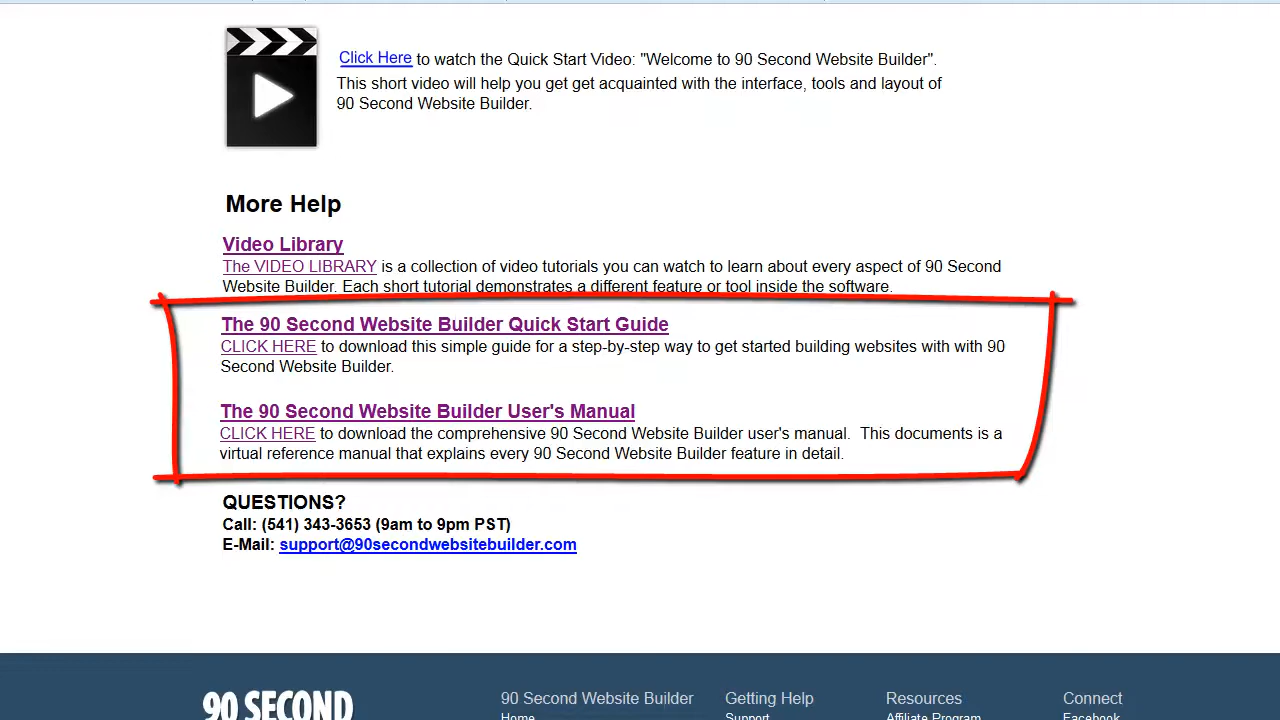 Click Here to watch the Quick Start Video: "Welcome to 90 Second Website Builder".
This short video will help you get get acquainted with the interface, tools and layout of
90 Second Website Builder.
More Help
Video Library
The VIDEO LIBRARY is a collection of video tutorials you can watch to learn about every aspect of 90 Second
Website Builder. Each short tutorial demonstrates a different feature or tool inside the software.
The 90 Second Website Builder Quick Start Guide
CLICK HERE to download this simple guide for a step-by-step way to get started building websites with with 90
Second Website Builder.
The 90 Second Website Builder User's Manual
CLICK HERE to download the comprehensive 90 Second Website Builder user's manual.  This documents is a
virtual reference manual that explains every 90 Second Website Builder feature in detail.
QUESTIONS?
Call: (541) 343-3653 (9am to 9pm PST)
E-Mail: support@90secondwebsitebuilder.com
90 SECOND
90 Second Website Builder Getting Help Resources Connect
Home Support Affiliate Program Facebook